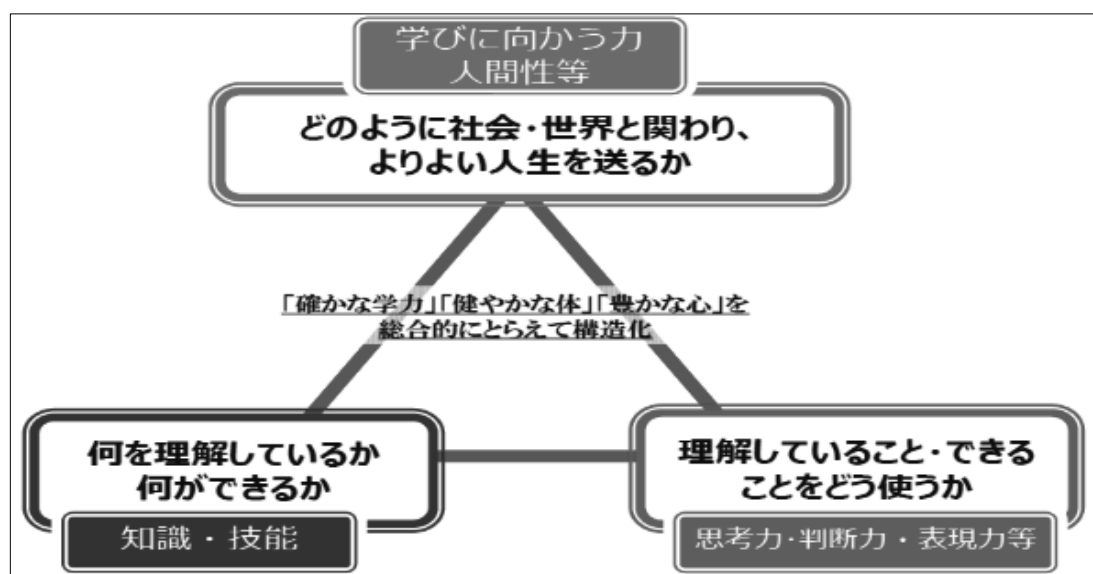 学びに向かう力
人間性等
どのように社会・世界と関わり、
よりよい人生を送るか
「確かな学力」「健やかな体」「豊かな心」を
総合的にとらえて構造化
何を理解しているか
何ができるか
知識・技能
理解していること・できる
ことをどう使うか
思考力・判断力・表現力等